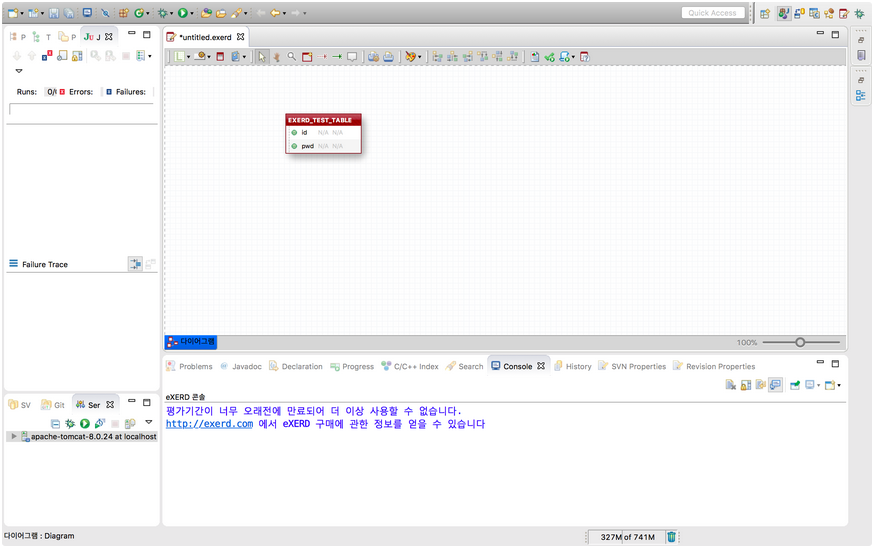 Quick Access
P
T
P
Ju J
*untitled.exerd
Runs: 0/ Errors: Failures:
EXERD_TEST_TABLE
id N/A N/A
pwd N/A N/A
Failure Trace
다이어그램
100%
Problems Javadoc Declaration Progress C/C++ Index Search Console History SVN Properties Revision Properties
eXERD 콘솔
평가기간이 너무 오래전에 만료되어 더 이상 사용할 수 없습니다.
http://exerd.com 에서 eXERD 구매에 관한 정보를 얻을 수 있습니다
SV Git Ser
apache-tomcat-8.0.24 at localhost
다이어그램 : Diagram
327M of 741M